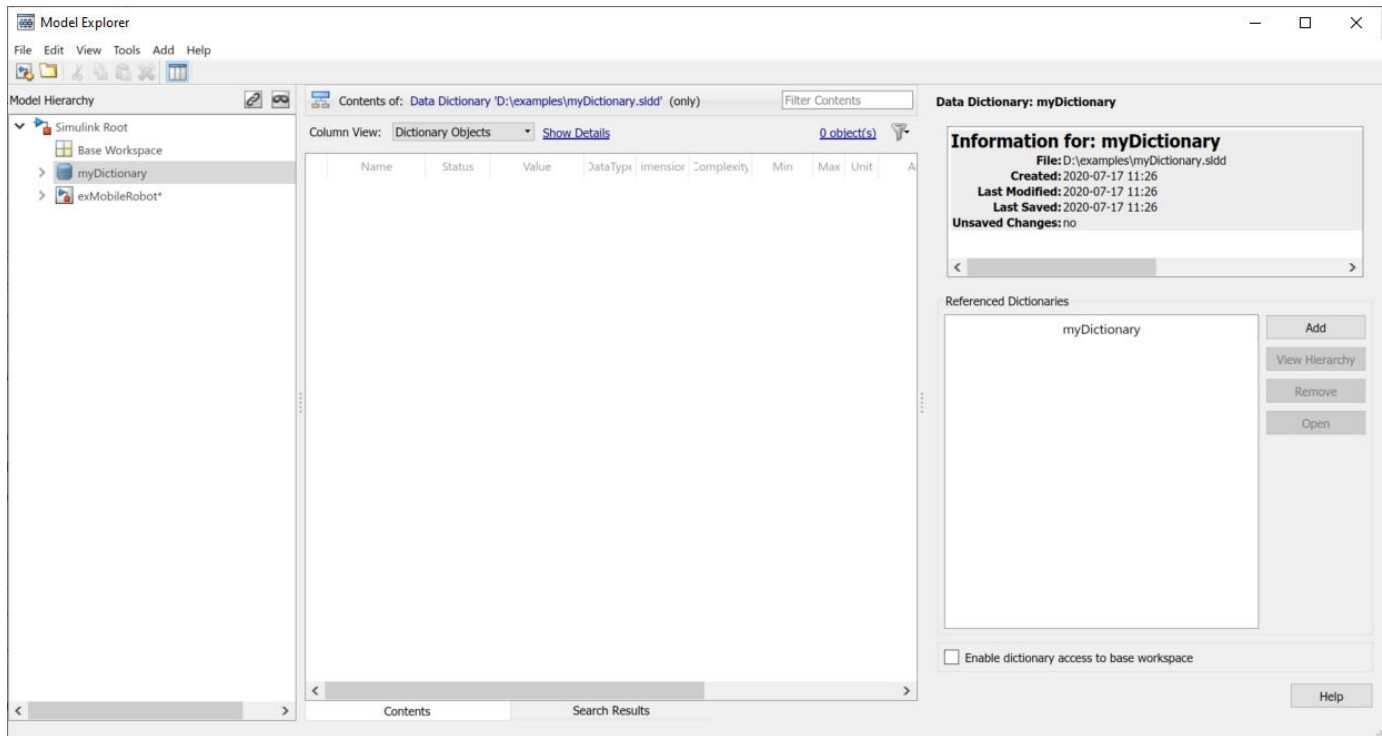 Model Explorer
File Edit View Tools Add Help
Model Hierarchy
Simulink Root
Base Workspace
myDictionary
exMobileRobot*
Contents of: Data Dictionary 'D:\examples\myDictionary.sldd' (only)
Filter Contents
Column View: Dictionary Objects
Show Details
0 object(s)
Name Status Value DataType imension Complexity Min Max Unit A
Contents
Search Results
Data Dictionary: myDictionary
Information for: myDictionary
File: D:\examples\myDictionary.sldd
Created: 2020-07-17 11:26
Last Modified: 2020-07-17 11:26
Last Saved: 2020-07-17 11:26
Unsaved Changes: no
Referenced Dictionaries
myDictionary
Add
View Hierarchy
Remove
Open
Enable dictionary access to base workspace
Help